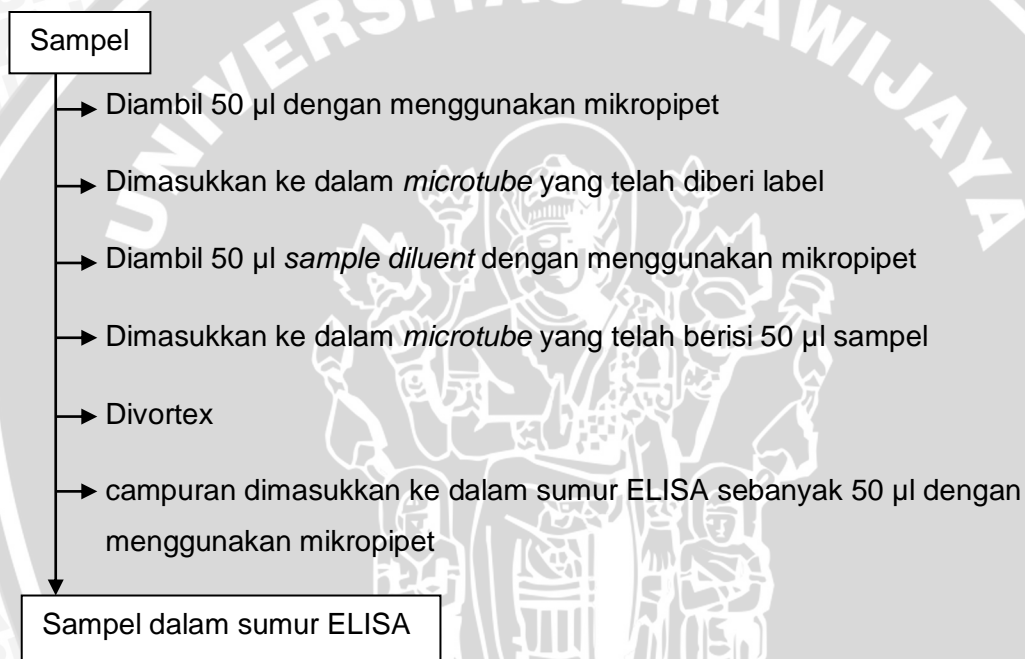 UNIVERSITAS BRAWIJAYA
Sampel
Diambil 50 µl dengan menggunakan mikropipet
Dimasukkan ke dalam microtube yang telah diberi label
Diambil 50 µl sample diluent dengan menggunakan mikropipet
Dimasukkan ke dalam microtube yang telah berisi 50 µl sampel
Divortex
campuran dimasukkan ke dalam sumur ELISA sebanyak 50 µl dengan
menggunakan mikropipet
Sampel dalam sumur ELISA